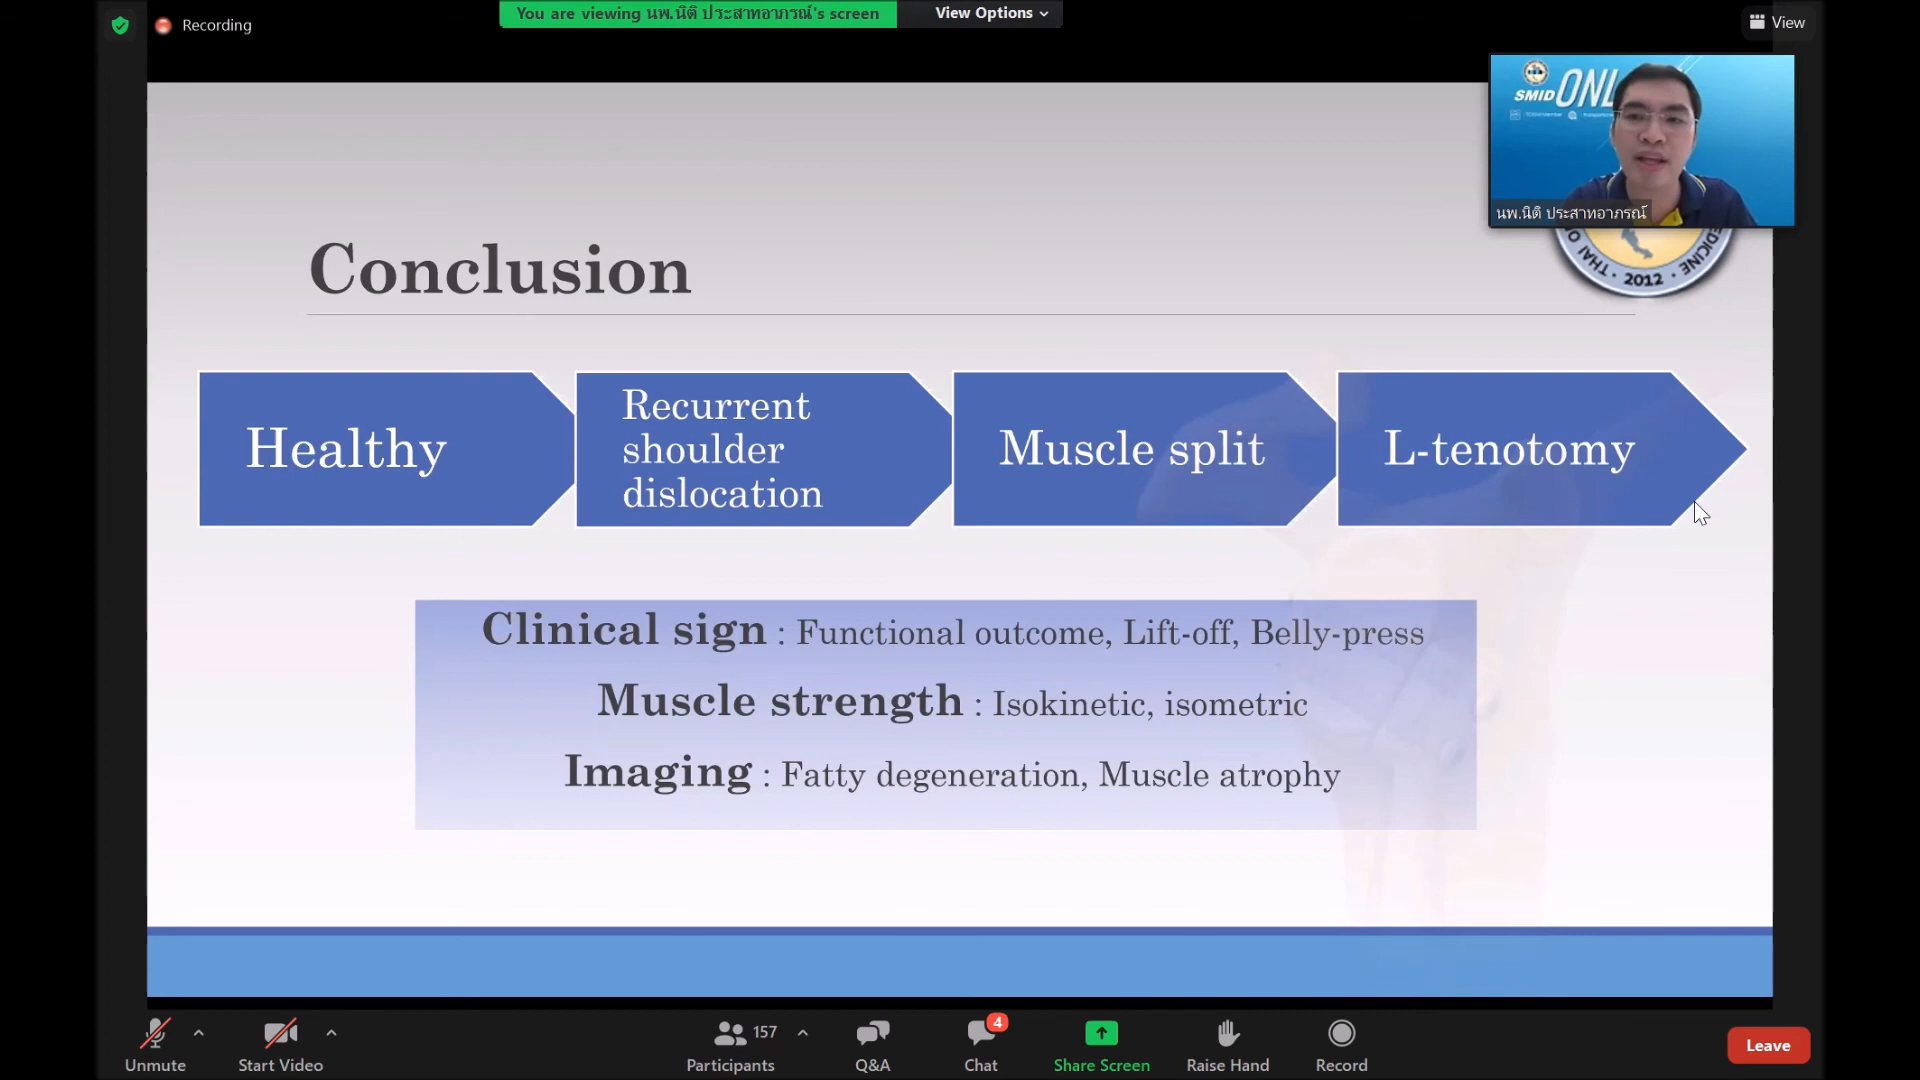 Recording
You are viewing นพ.นิติ ประสาทอาภรณ์'s screen
View Options
View
SMID ONL
นพ.นิติ ประสาทอาภรณ์
THAI
2012
Conclusion
Healthy
Recurrent
shoulder
dislocation
Muscle split
L-tenotomy
Clinical sign : Functional outcome, Lift-off, Belly-press
Muscle strength : Isokinetic, isometric
Imaging : Fatty degeneration, Muscle atrophy
Unmute
Start Video
157
Participants
Q&A
4
Chat
Share Screen
Raise Hand
Record
Leave